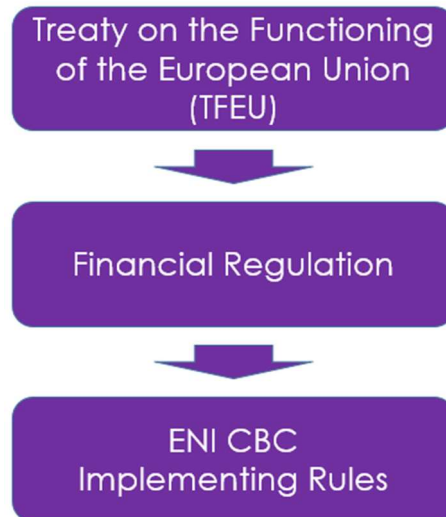 Treaty on the Functioning
of the European Union
(TFEU)
Financial Regulation
ENI CBC
Implementing Rules